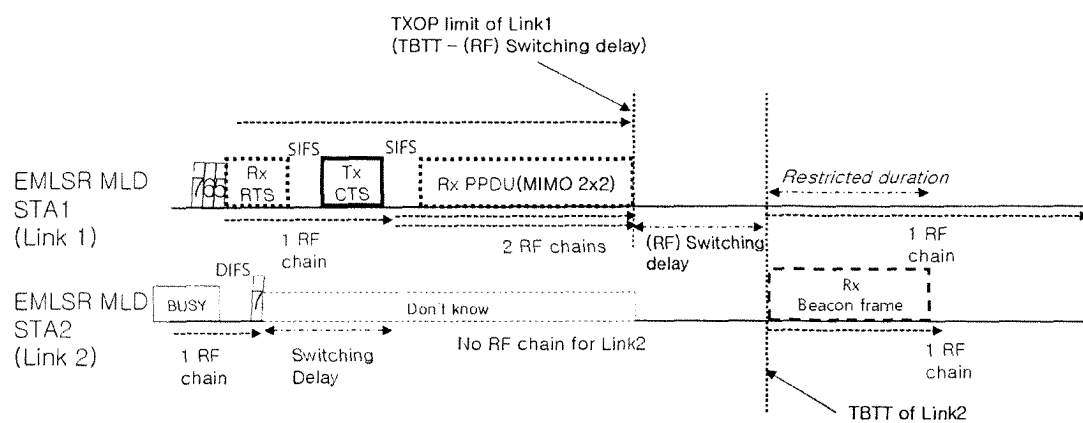 TXOP limit of Link1
(TBTT – (RF) Switching delay)
EMLSR MLD
STA1
(Link 1)
Rx
RTS
SIFS
Tx
CTS
SIFS
Rx PPDU(MIMO 2x2)
Restricted duration
1 RF
chain
2 RF chains
(RF) Switching
delay
1 RF
chain
EMLSR MLD
STA2
(Link 2)
BUSY
DIFS
7
Don't know
Rx
Beacon frame
1 RF
chain
Switching
Delay
No RF chain for Link2
1 RF
chain
TBTT of Link2